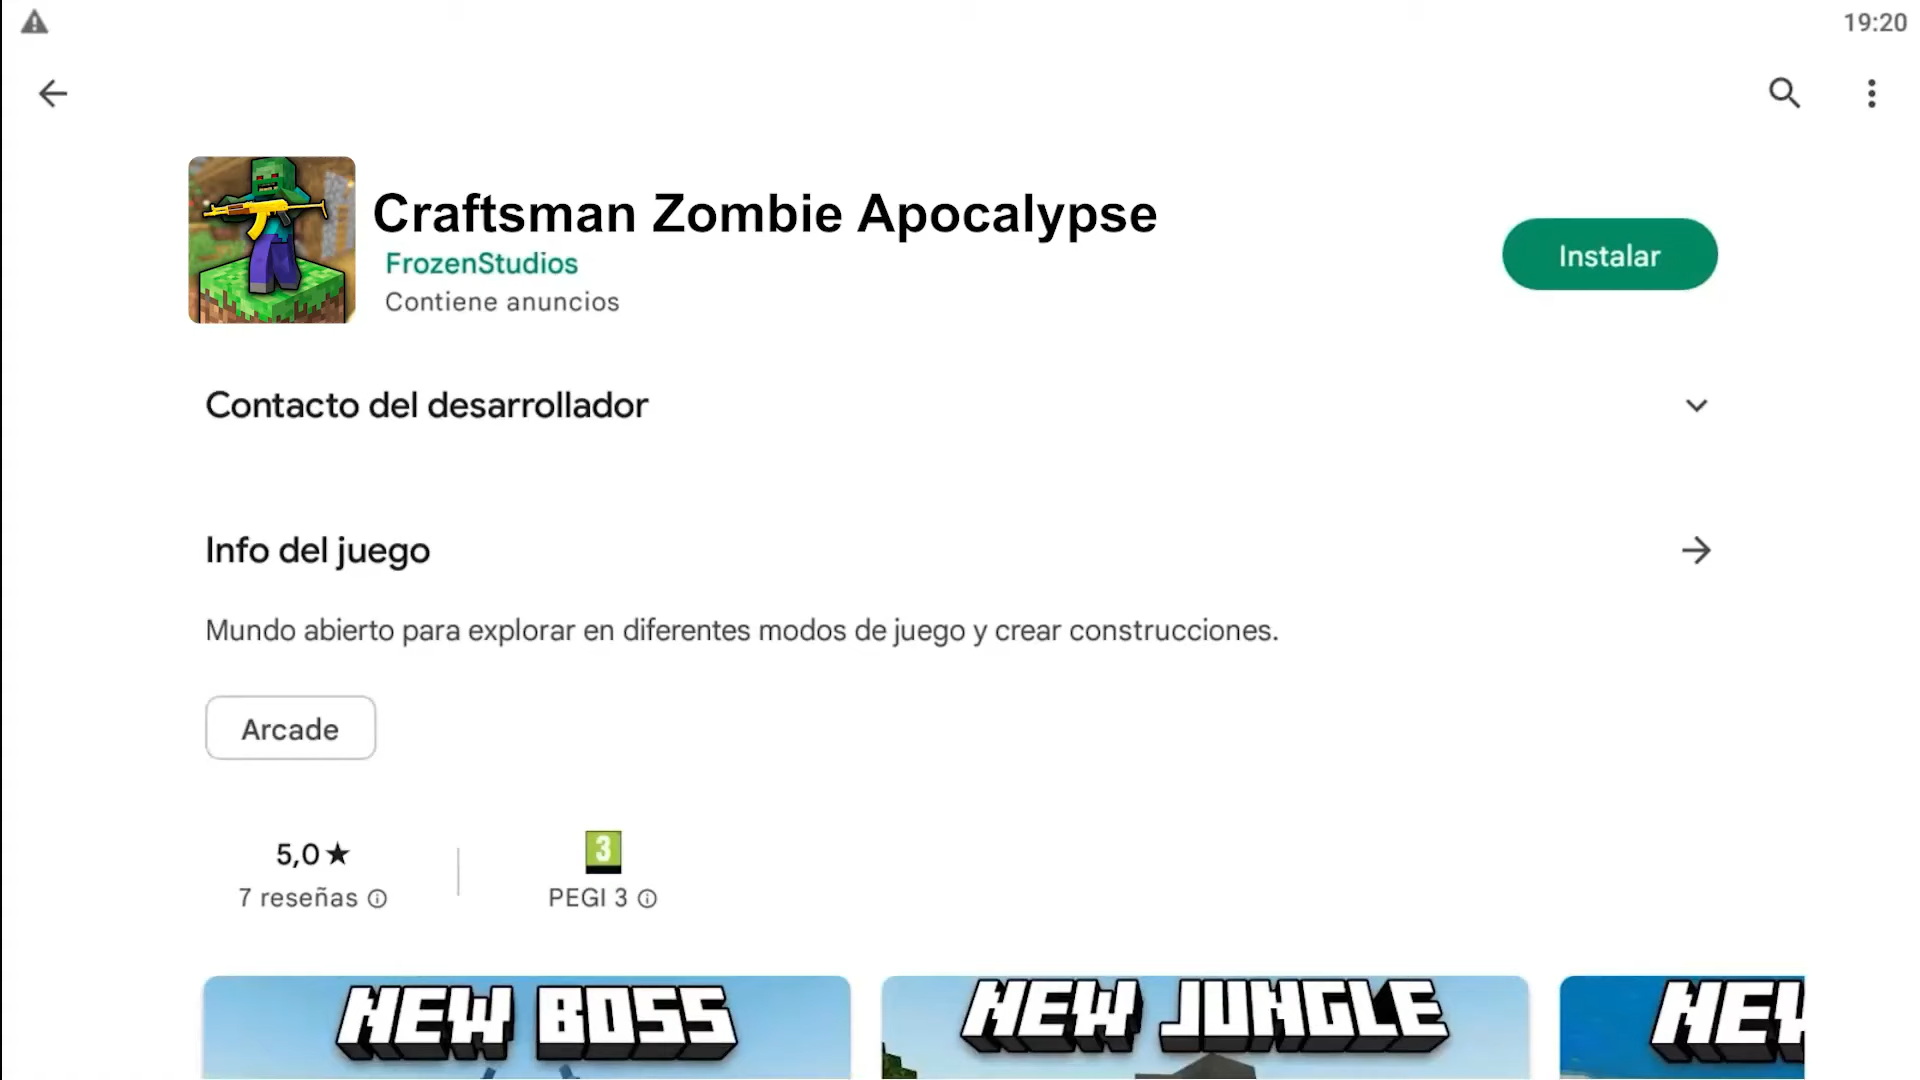 19:20
Craftsman Zombie Apocalypse
FrozenStudios
Contiene anuncios
Instalar
Contacto del desarrollador
Info del juego
Mundo abierto para explorar en diferentes modos de juego y crear construcciones.
Arcade
5,0★
7 reseñas
3
PEGI 3
NEW BOSS
NEW JUNGLE
NEW